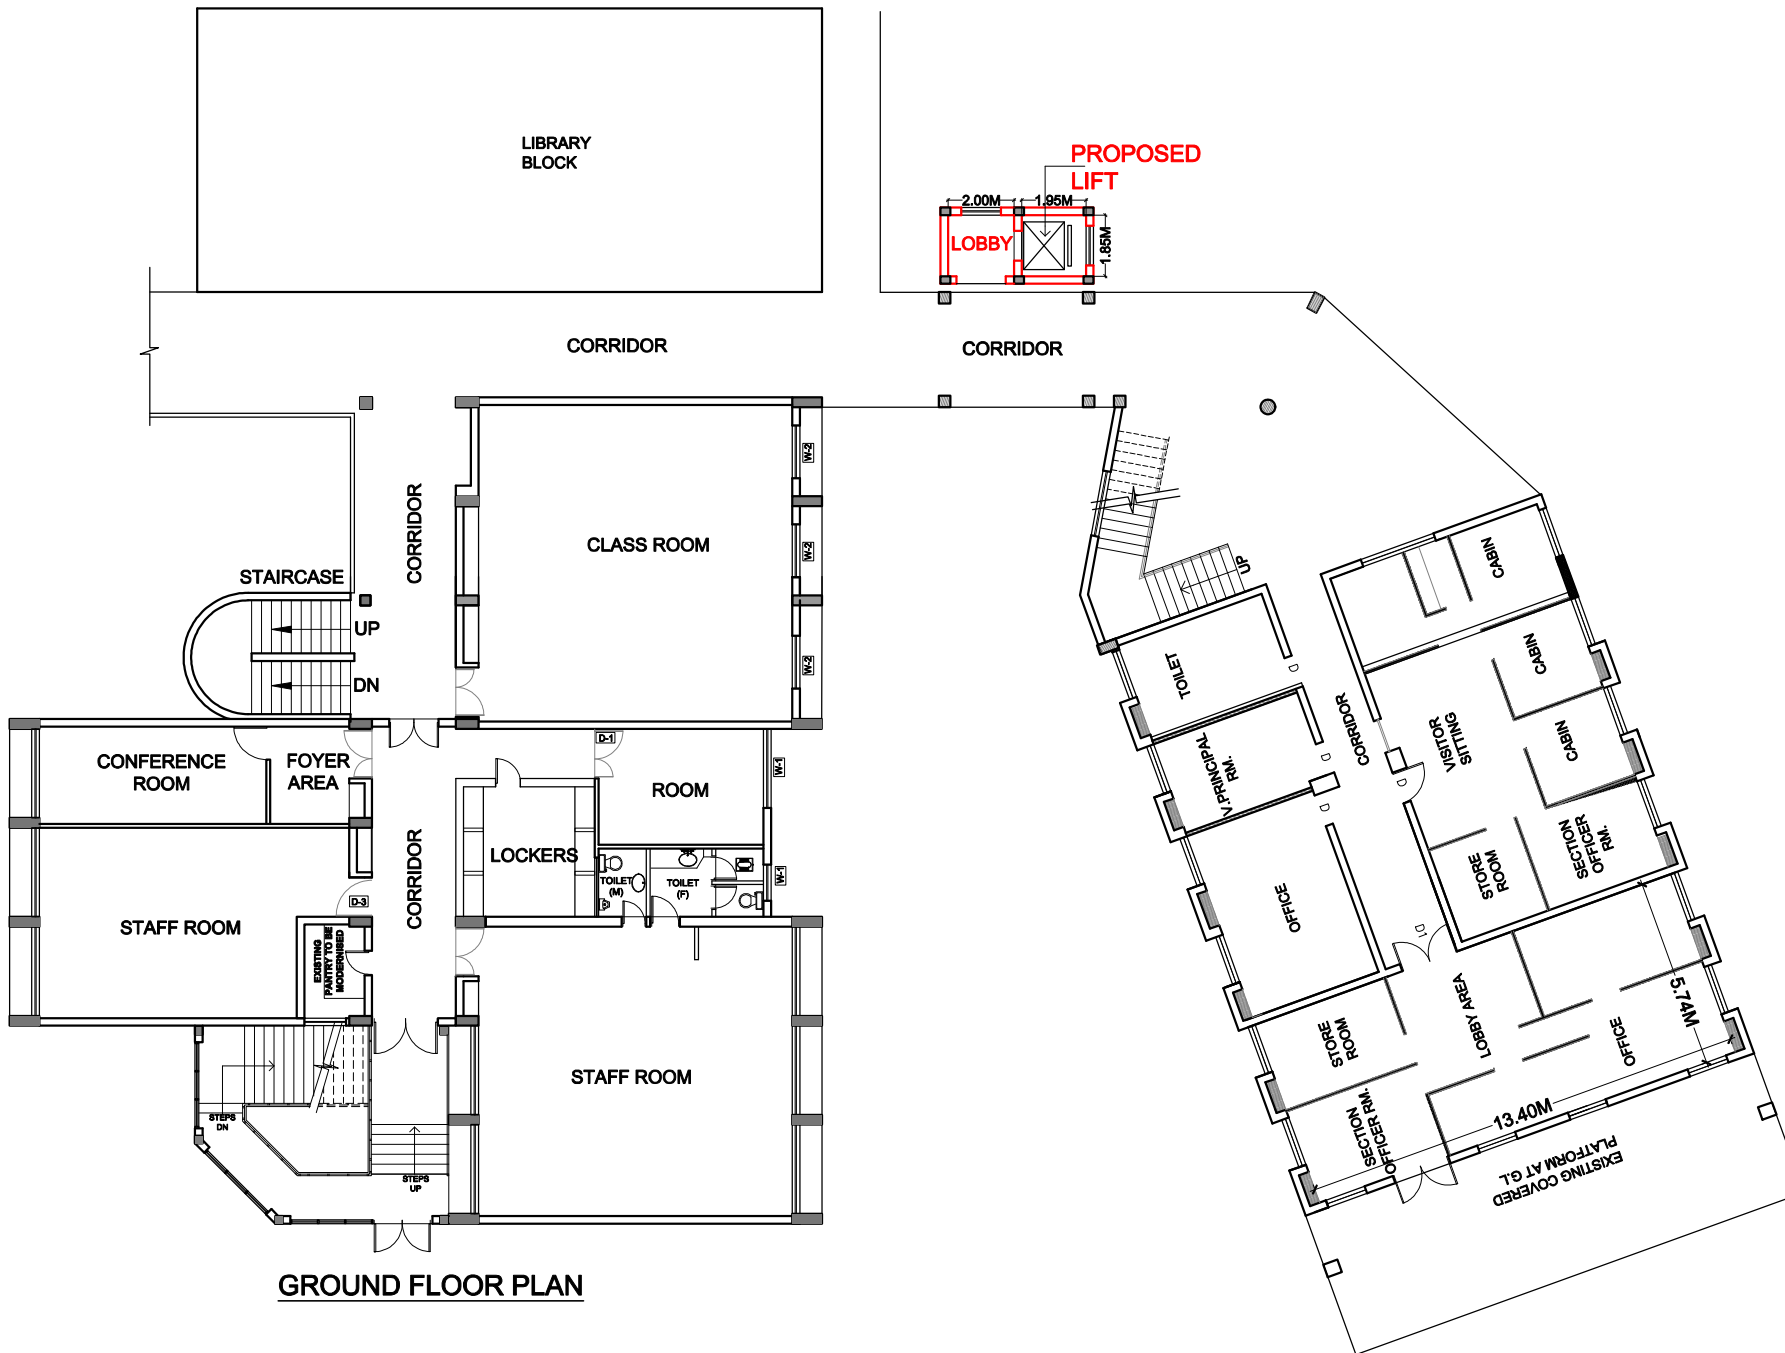 LIBRARY
BLOCK
PROPOSED
LIFT
2.00M
1.95M
LOBBY
1.85M
CORRIDOR
CORRIDOR
W-2
CORRIDOR
CLASS ROOM
W-2
STAIRCASE
UP
W-2
DN
UP
CABIN
TOILET
D
CABIN
CORRIDOR
VISITOR
SITTING
CABIN
CONFERENCE
ROOM
FOYER
AREA
D-1
W-1
ROOM
V.PRINCIPAL
RM.
D
D
D
LOCKERS
CORRIDOR
TOILET
(M)
TOILET
(F)
W-1
STORE
ROOM
SECTION
OFFICER
RM.
D-3
STAFF ROOM
EXISTING
PANTRY TO BE
MODERNISED
OFFICE
D1
LOBBY AREA
5.74M
STORE
ROOM
OFFICE
STAFF ROOM
STEPS
DN
STEPS
UP
SECTION
OFFICER RM.
13.40M
EXISTING COVERED
PLATFORM AT G.L
GROUND FLOOR PLAN